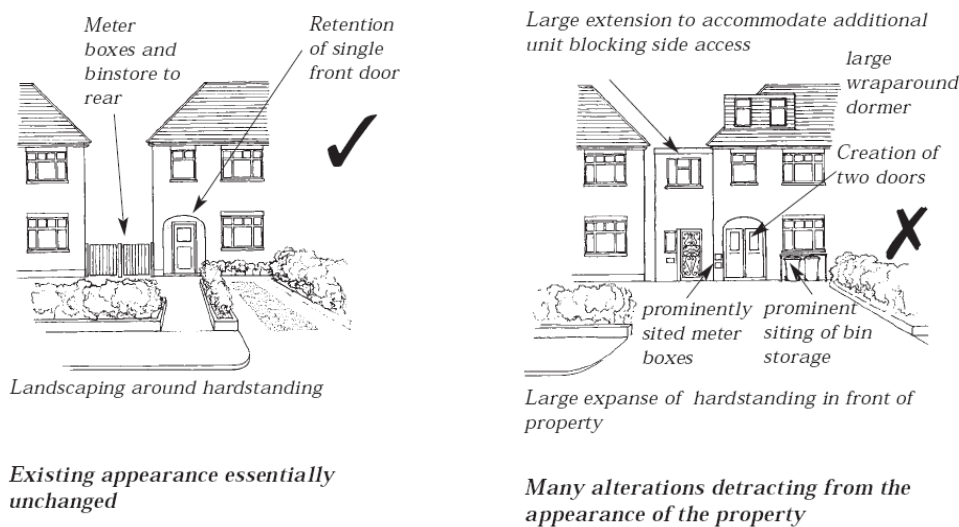 Meter
boxes and
binstore to
rear
Retention
of single
front door
Landscaping around hardstanding
Existing appearance essentially
unchanged
Large extension to accommodate additional
unit blocking side access
large
wraparound
dormer
Creation of
two doors
prominently
sited meter
boxes
prominent
siting of bin
storage
Large expanse of hardstanding in front of
property
Many alterations detracting from the
appearance of the property